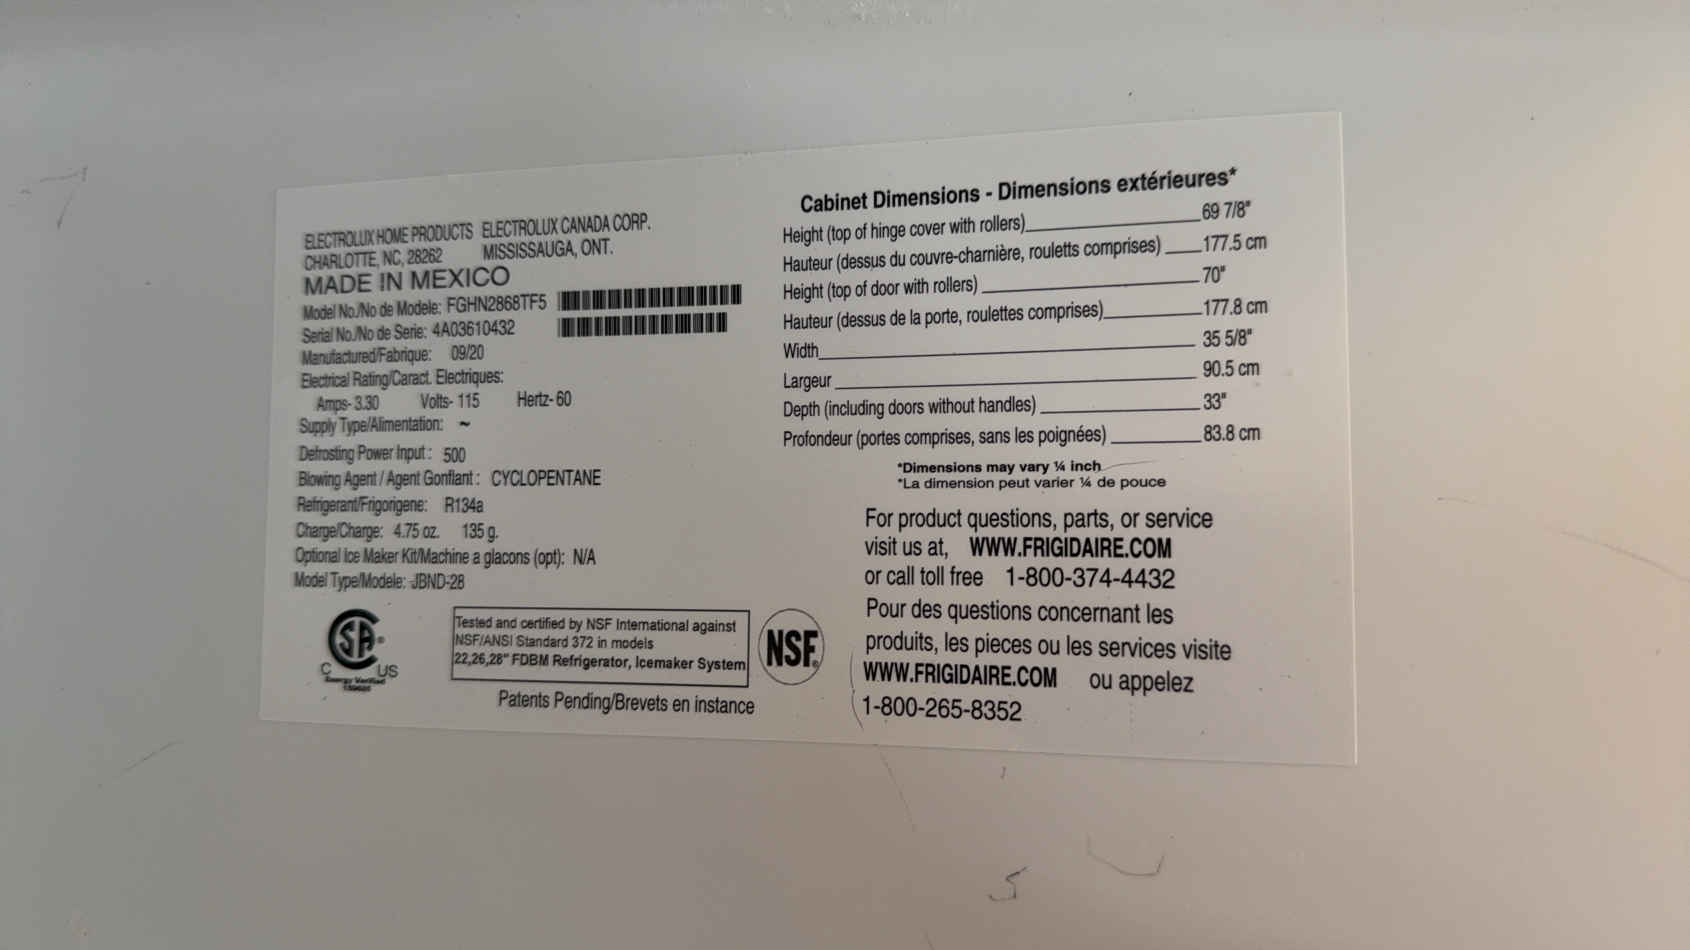 ELECTROLUX HOME PRODUCTS ELECTROLUX CANADA CORP.
CHARLOTTE, NC, 28262 MISSISSAUGA, ONT.
MADE IN MEXICO
Model No./No de Modele: FGHN2868TF5
Serial No./No de Serie: 4A03610432
Manufactured/Fabrique: 09/20
Electrical Rating/Caract. Electriques:
Amps- 3.30 Volts- 115 Hertz- 60
Supply Type/Alimentation: ~
Defrosting Power Input : 500
Blowing Agent / Agent Gonflant : CYCLOPENTANE
Refrigerant/Frigorigene: R134a
Charge/Charge: 4.75 oz. 135 g.
Optional Ice Maker Kit/Machine a glacons (opt): N/A
Model Type/Modele: JBND-28
CSA®
C US
Energy Verified
Tested and certified by NSF International against
NSF/ANSI Standard 372 in models
22,26,28" FDBM Refrigerator, Icemaker System
NSF®
Patents Pending/Brevets en instance
Cabinet Dimensions - Dimensions extérieures*
Height (top of hinge cover with rollers) 69 7/8"
Hauteur (dessus du couvre-charnière, rouletts comprises) 177.5 cm
Height (top of door with rollers) 70"
Hauteur (dessus de la porte, roulettes comprises) 177.8 cm
Width 35 5/8"
Largeur 90.5 cm
Depth (including doors without handles) 33"
Profondeur (portes comprises, sans les poignées) 83.8 cm
*Dimensions may vary ¼ inch
*La dimension peut varier ¼ de pouce
For product questions, parts, or service
visit us at, WWW.FRIGIDAIRE.COM
or call toll free 1-800-374-4432
Pour des questions concernant les
produits, les pieces ou les services visite
WWW.FRIGIDAIRE.COM ou appelez
1-800-265-8352